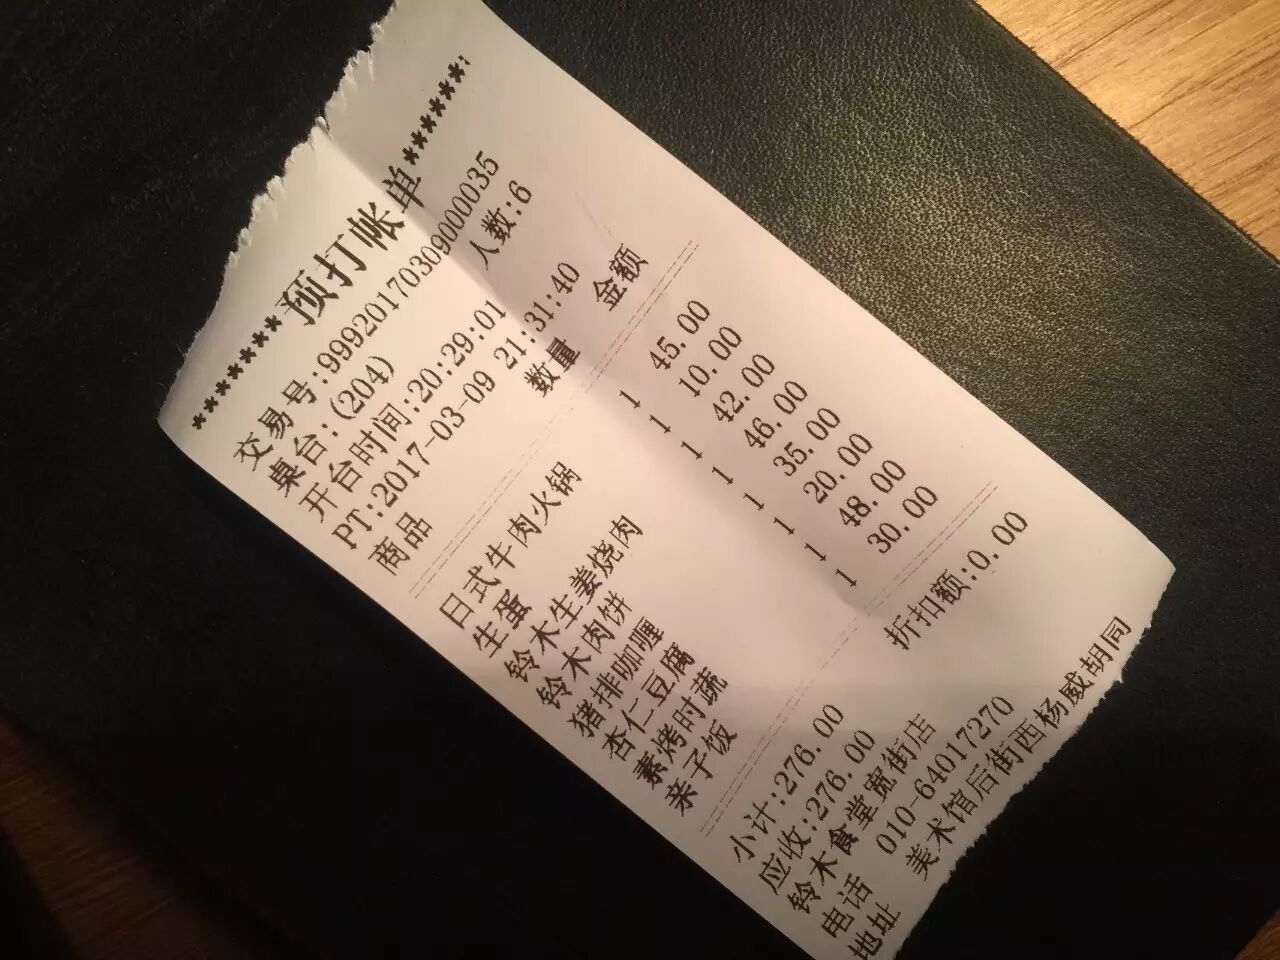 *******预打帐单*******
交易号:99920170309000035
桌台:(204) 人数:6
开台时间:20:29:01
PT:2017-03-09 21:31:40
商品 数量 金额
日式牛肉火锅 1 45.00
生蛋 1 10.00
铃木生姜烧肉 1 42.00
铃木肉饼 1 46.00
猪排咖喱 1 35.00
杏仁豆腐 1 20.00
素烤时蔬 1 48.00
亲子饭 1 30.00
小计:276.00 折扣额:0.00
应收:276.00
铃木食堂宽街店
电话 010-64017270
地址 美术馆后街西杨威胡同